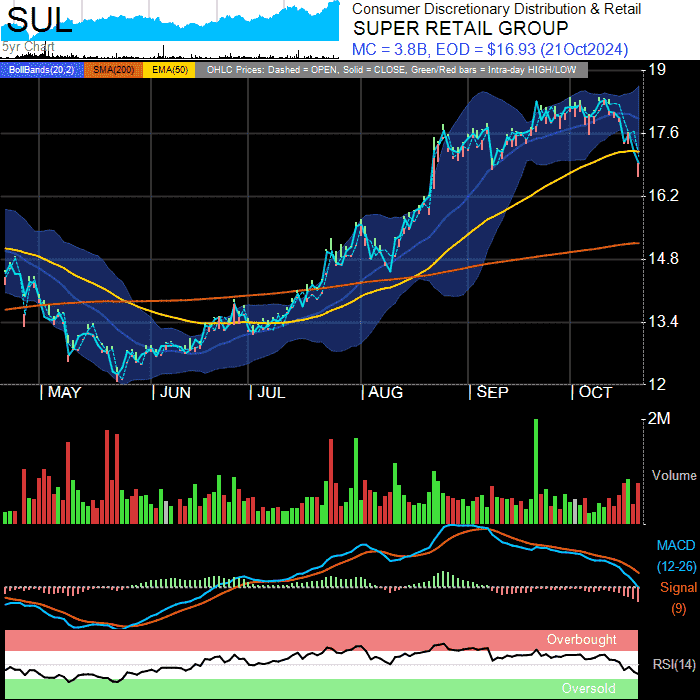 SUL
5yr Chart
Consumer Discretionary Distribution & Retail
SUPER RETAIL GROUP
MC = 3.8B, EOD = $16.93 (21Oct2024)
BollBands(20,2) SMA(200) EMA(50) OHLC Prices: Dashed = OPEN, Solid = CLOSE, Green/Red bars = Intra-day HIGH/LOW
19
17.6
16.2
14.8
13.4
12
MAY JUN JUL AUG SEP OCT
2M
Volume
MACD
(12-26)
Signal
(9)
Overbought
RSI(14)
Oversold